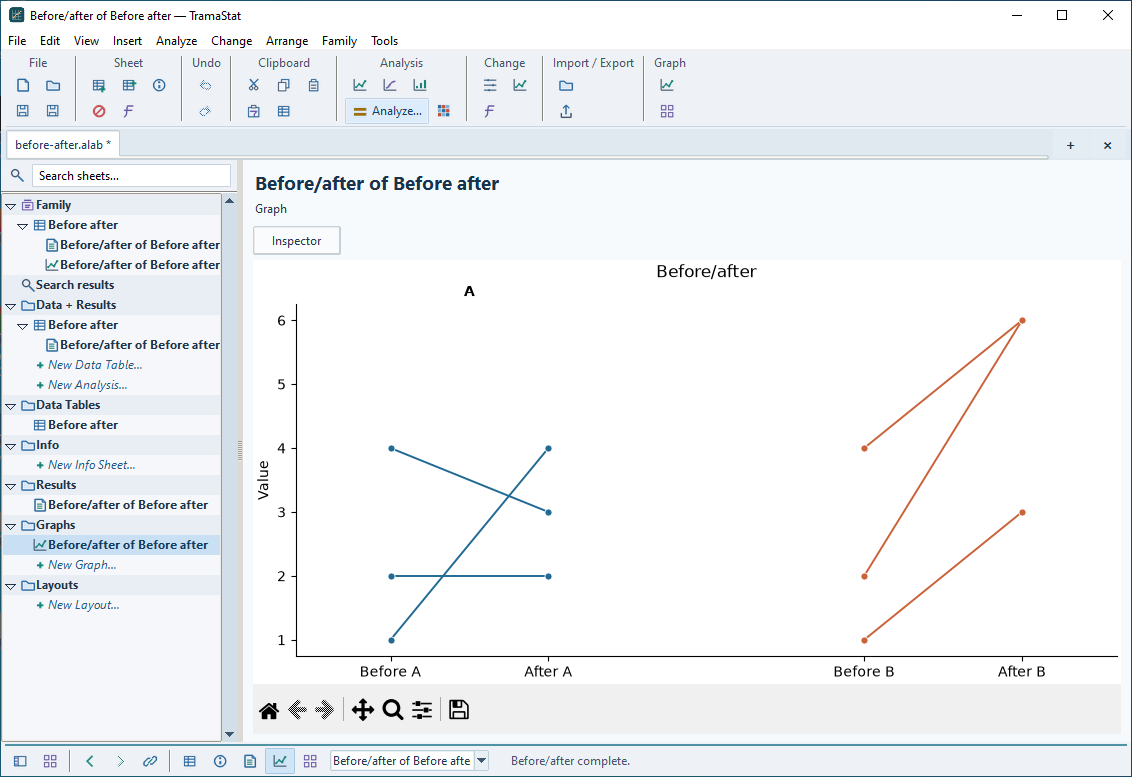 Before/after of Before after — TramaStat
File Edit View Insert Analyze Change Arrange Family Tools
File Sheet Undo Clipboard Analysis Change Import / Export Graph
Analyze...
before-after.alab *
Search sheets...
Family
Before after
Before/after of Before after
Before/after of Before after
Search results
Data + Results
Before after
Before/after of Before after
New Data Table...
New Analysis...
Data Tables
Before after
Info
New Info Sheet...
Results
Before/after of Before after
Graphs
Before/after of Before after
New Graph...
Layouts
New Layout...
Before/after of Before after
Graph
Inspector
Before/after
A
6
5
4
3
2
1
Value
Before A After A Before B After B
Before/after of Before afte
Before/after complete.